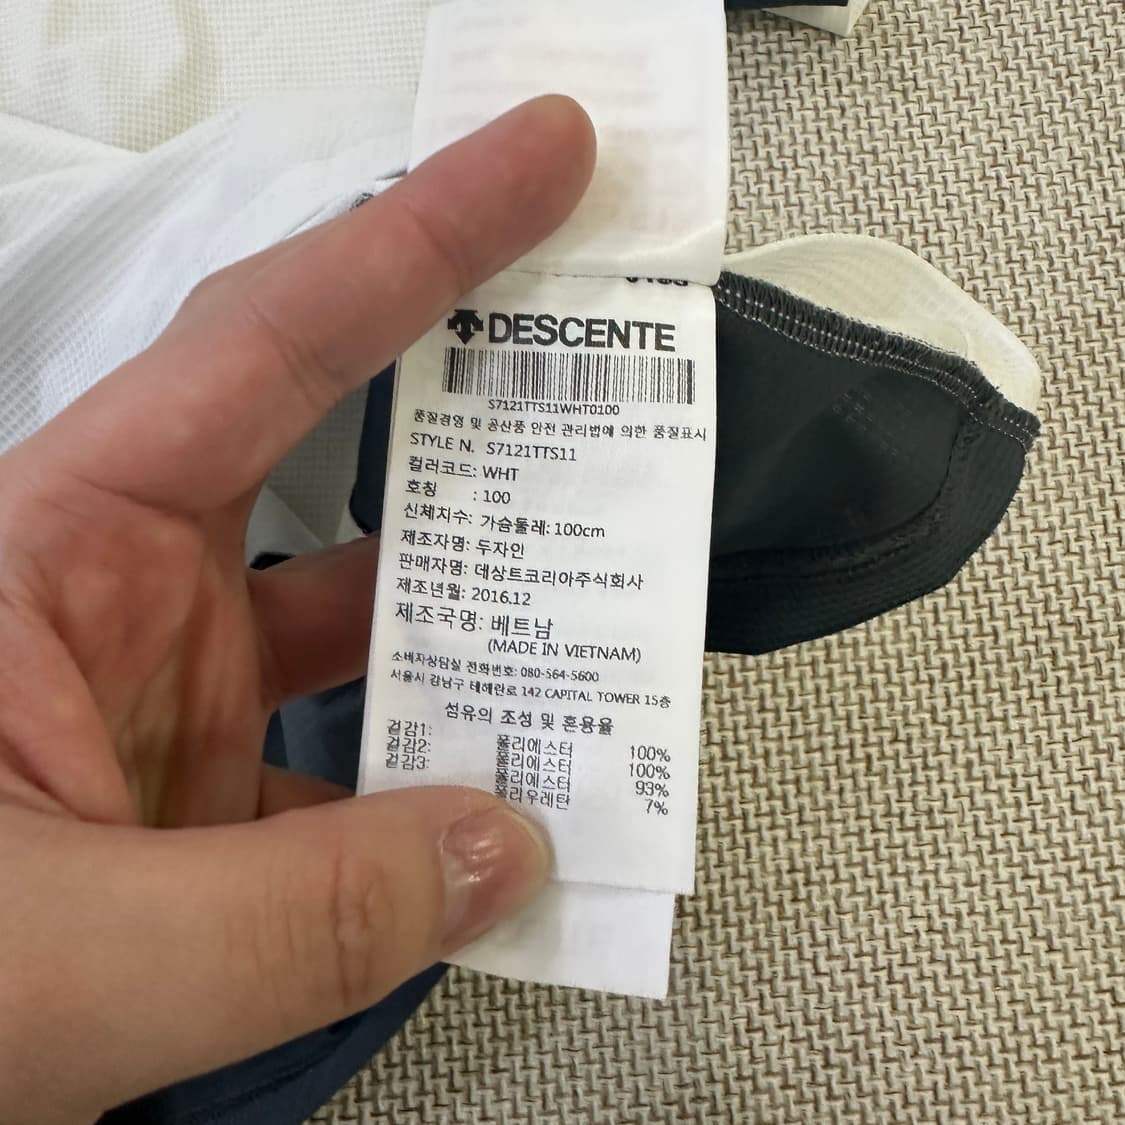 DESCENTE
S7121TTS11WHT0100
품질경영 및 공산품 안전 관리법에 의한 품질표시
STYLE N. S7121TTS11
컬러코드: WHT
호칭 : 100
신체치수: 가슴둘레: 100cm
제조자명: 두자인
판매자명: 데상트코리아주식회사
제조년월: 2016.12
제조국명: 베트남
(MADE IN VIETNAM)
소비자상담실 전화번호: 080-564-5600
서울시 강남구 테헤란로 142 CAPITAL TOWER 15층
섬유의 조성 및 혼용율
겉감1: 폴리에스터 100%
겉감2: 폴리에스터 100%
겉감3: 폴리에스터 93%
폴리우레탄 7%